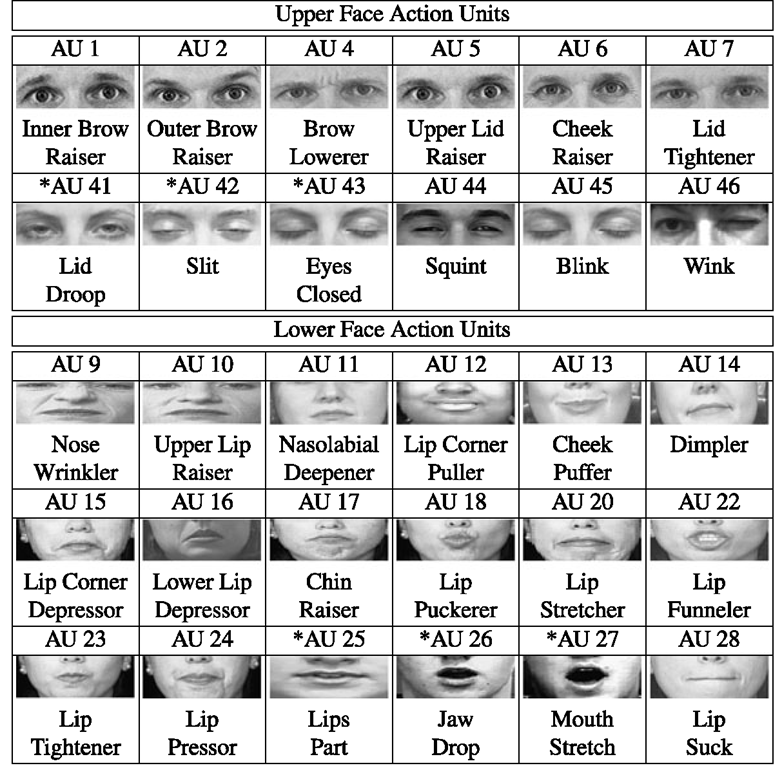 Upper Face Action Units
AU 1 AU 2 AU 4 AU 5 AU 6 AU 7
Inner Brow Outer Brow Brow Upper Lid Cheek Lid
Raiser Raiser Lowerer Raiser Raiser Tightener
*AU 41 *AU 42 *AU 43 AU 44 AU 45 AU 46
Lid Slit Eyes Squint Blink Wink
Droop Closed
Lower Face Action Units
AU 9 AU 10 AU 11 AU 12 AU 13 AU 14
Nose Upper Lip Nasolabial Lip Corner Cheek Dimpler
Wrinkler Raiser Deepener Puller Puffer
AU 15 AU 16 AU 17 AU 18 AU 20 AU 22
Lip Corner Lower Lip Chin Lip Lip Lip
Depressor Depressor Raiser Puckerer Stretcher Funneler
AU 23 AU 24 *AU 25 *AU 26 *AU 27 AU 28
Lip Lip Lips Jaw Mouth Lip
Tightener Pressor Part Drop Stretch Suck